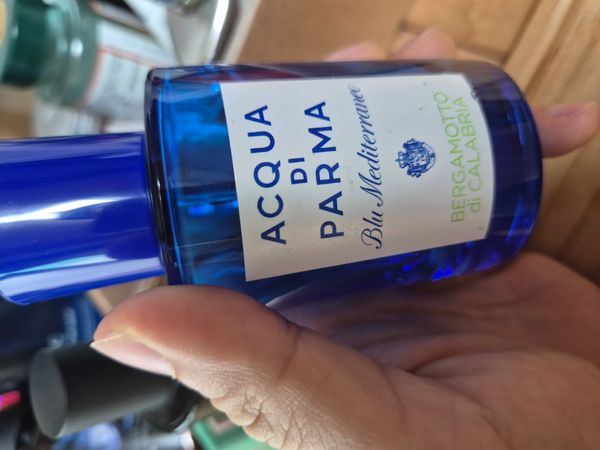 ACQUA
DI
PARMA
Blu Mediterraneo
BERGAMOTTO
di CALABRIA